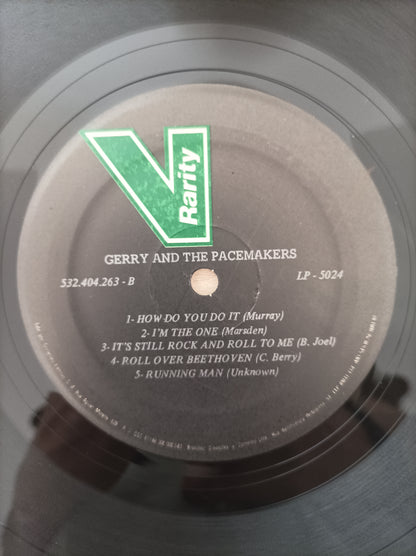 Rarity
GERRY AND THE PACEMAKERS
532.404.263 - B
LP - 5024
1- HOW DO YOU DO IT (Murray)
2- I'M THE ONE (Marsden)
3- IT'S STILL ROCK AND ROLL TO ME (B. Joel)
4- ROLL OVER BEETHOVEN (C. Berry)
5- RUNNING MAN (Unknown)